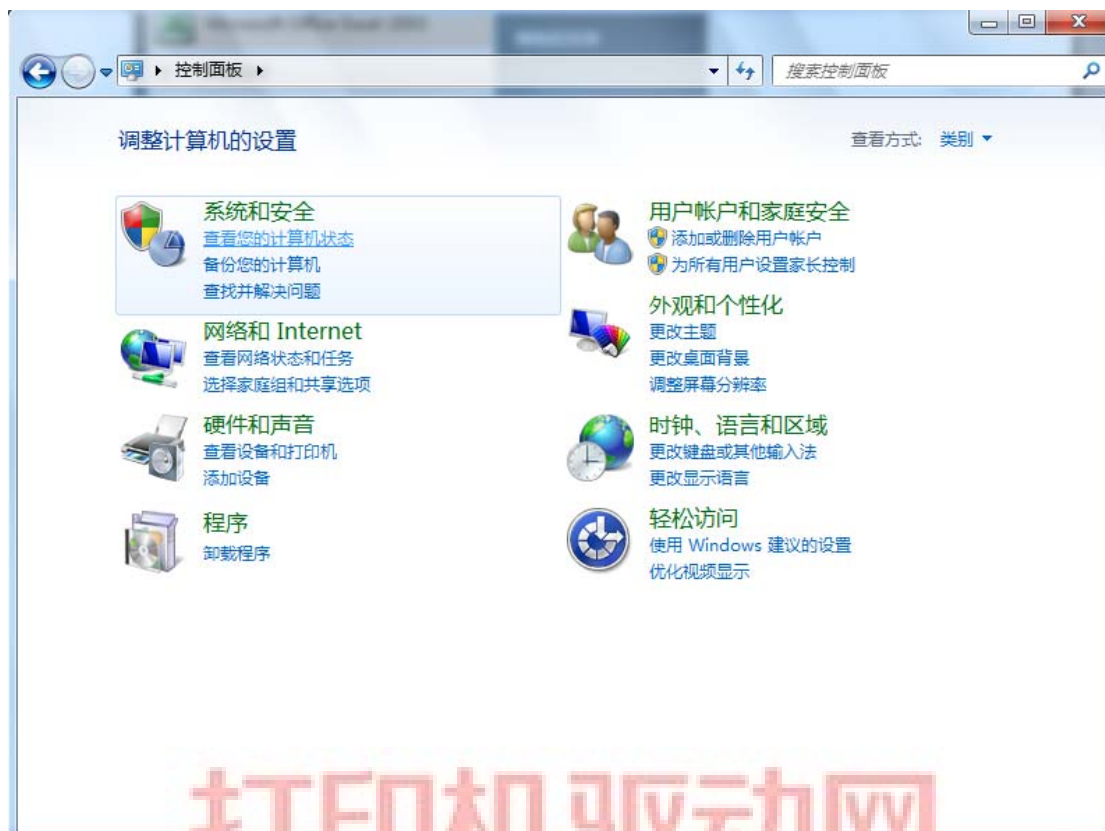 控制面板
搜索控制面板
调整计算机的设置
查看方式: 类别
系统和安全
查看您的计算机状态
备份您的计算机
查找并解决问题
网络和 Internet
查看网络状态和任务
选择家庭组和共享选项
硬件和声音
查看设备和打印机
添加设备
程序
卸载程序
用户帐户和家庭安全
添加或删除用户帐户
为所有用户设置家长控制
外观和个性化
更改主题
更改桌面背景
调整屏幕分辨率
时钟、语言和区域
更改键盘或其他输入法
更改显示语言
轻松访问
使用 Windows 建议的设置
优化视频显示
打印机驱动网